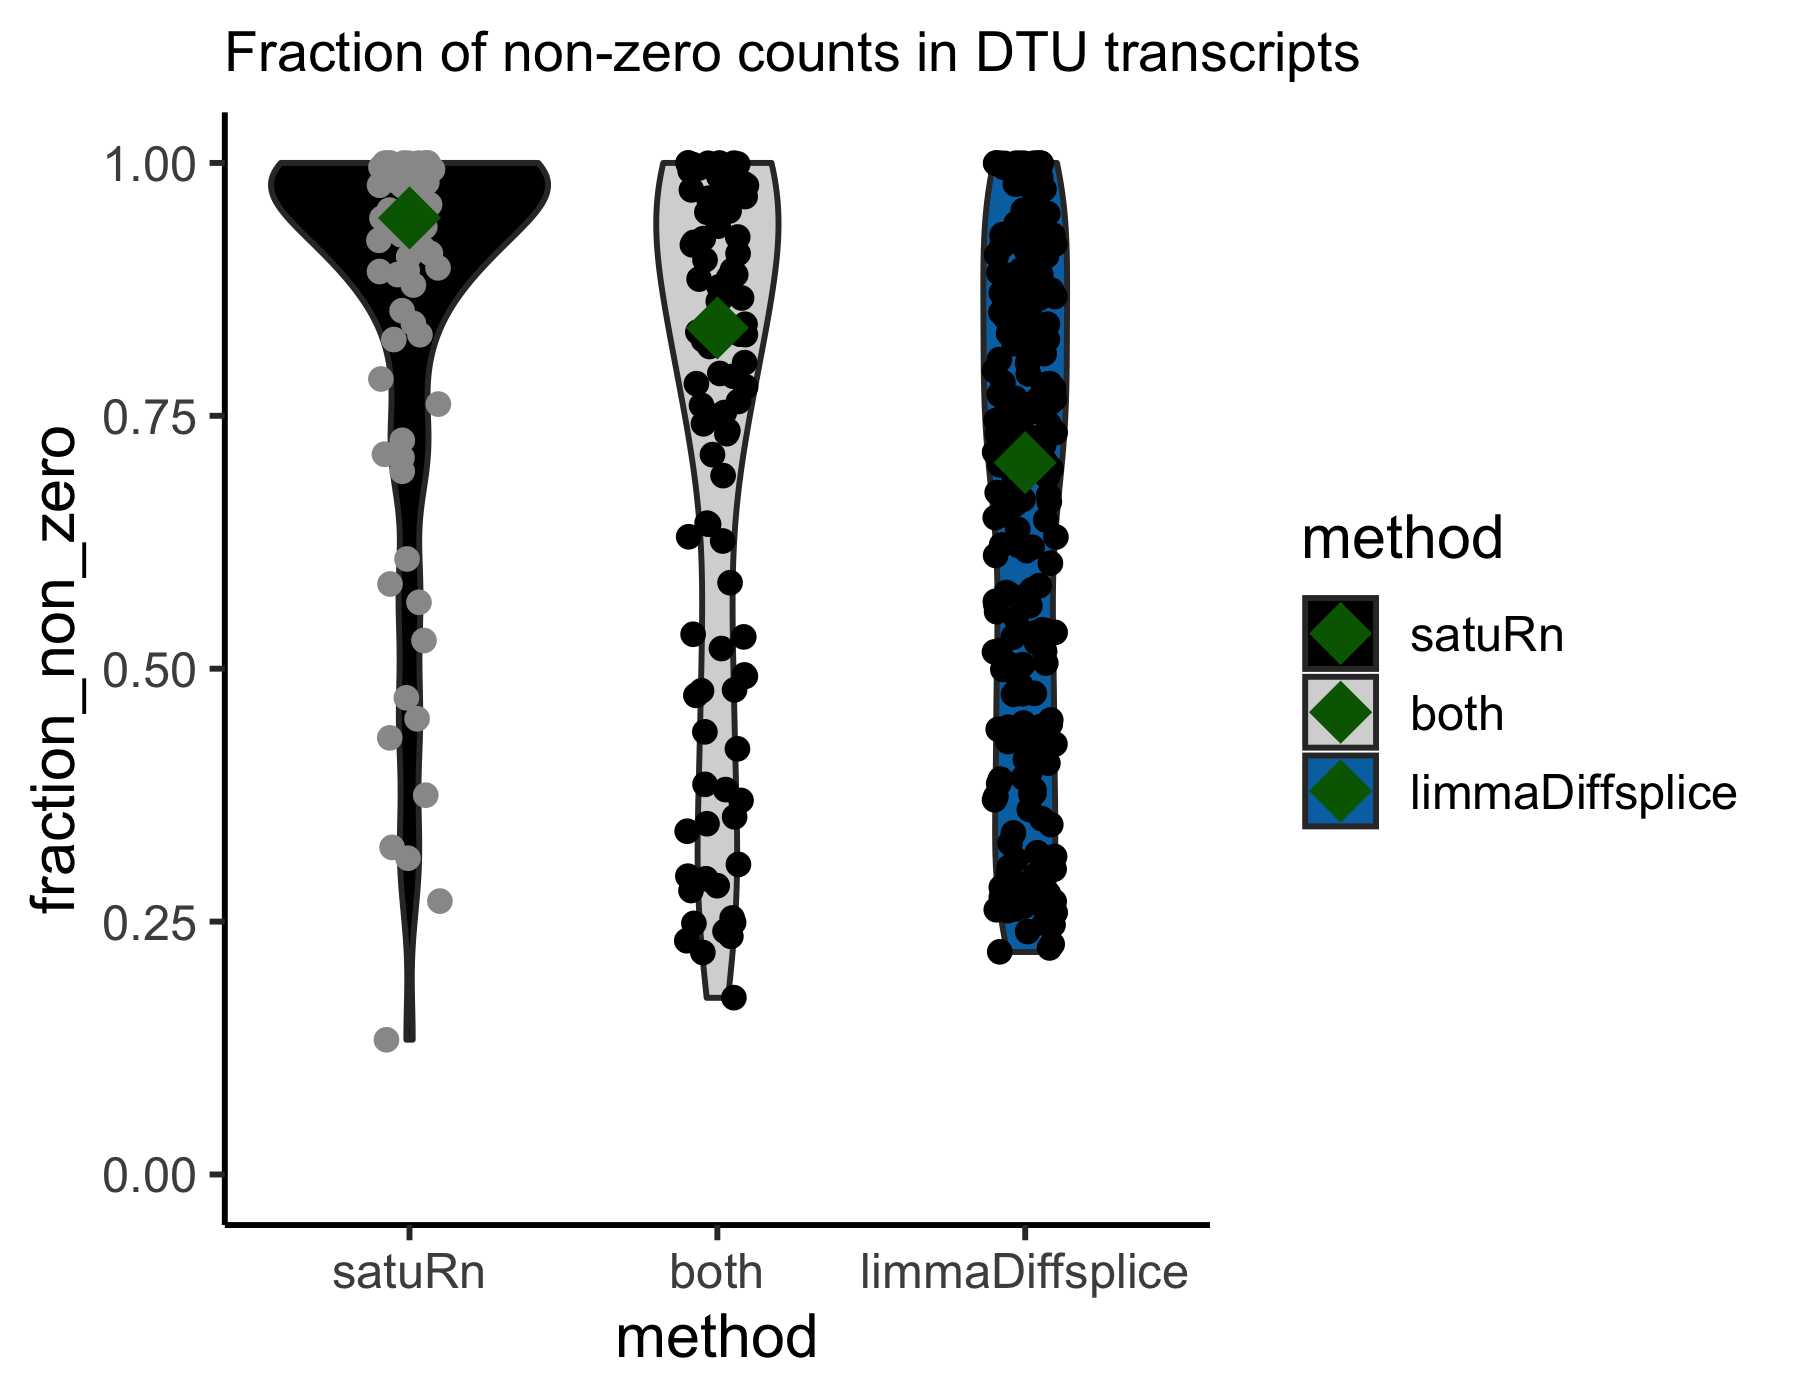 Fraction of non-zero counts in DTU transcripts
1.00
0.75
0.50
0.25
0.00
fraction_non_zero
satuRn
both
limmaDiffsplice
method
method
satuRn
both
limmaDiffsplice